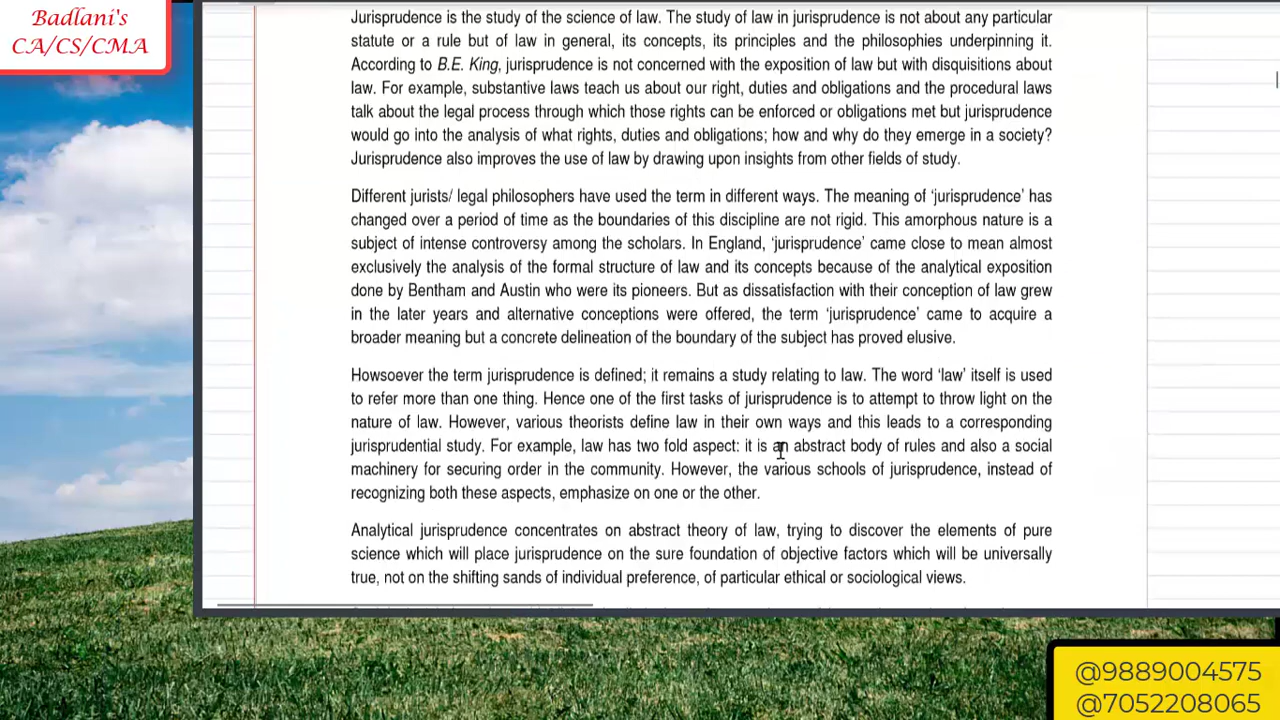 Badlani's
CA/CS/CMA
Jurisprudence is the study of the science of law. The study of law in jurisprudence is not about any particular
statute or a rule but of law in general, its concepts, its principles and the philosophies underpinning it.
According to B.E. King, jurisprudence is not concerned with the exposition of law but with disquisitions about
law. For example, substantive laws teach us about our right, duties and obligations and the procedural laws
talk about the legal process through which those rights can be enforced or obligations met but jurisprudence
would go into the analysis of what rights, duties and obligations; how and why do they emerge in a society?
Jurisprudence also improves the use of law by drawing upon insights from other fields of study.
Different jurists/ legal philosophers have used the term in different ways. The meaning of ‘jurisprudence’ has
changed over a period of time as the boundaries of this discipline are not rigid. This amorphous nature is a
subject of intense controversy among the scholars. In England, ‘jurisprudence’ came close to mean almost
exclusively the analysis of the formal structure of law and its concepts because of the analytical exposition
done by Bentham and Austin who were its pioneers. But as dissatisfaction with their conception of law grew
in the later years and alternative conceptions were offered, the term ‘jurisprudence’ came to acquire a
broader meaning but a concrete delineation of the boundary of the subject has proved elusive.
Howsoever the term jurisprudence is defined; it remains a study relating to law. The word ‘law’ itself is used
to refer more than one thing. Hence one of the first tasks of jurisprudence is to attempt to throw light on the
nature of law. However, various theorists define law in their own ways and this leads to a corresponding
jurisprudential study. For example, law has two fold aspect: it is an abstract body of rules and also a social
machinery for securing order in the community. However, the various schools of jurisprudence, instead of
recognizing both these aspects, emphasize on one or the other.
Analytical jurisprudence concentrates on abstract theory of law, trying to discover the elements of pure
science which will place jurisprudence on the sure foundation of objective factors which will be universally
true, not on the shifting sands of individual preference, of particular ethical or sociological views.
@9889004575
@7052208065